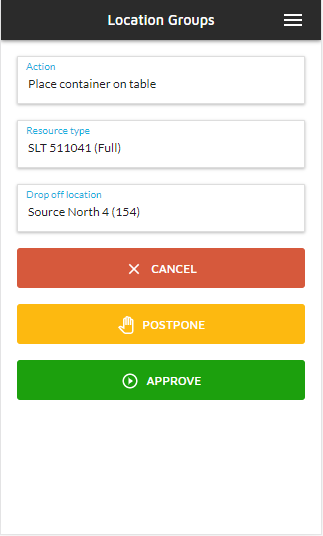 Location Groups
Action
Place container on table
Resource type
SLT 511041 (Full)
Drop off location
Source North 4 (154)
CANCEL
POSTPONE
APPROVE